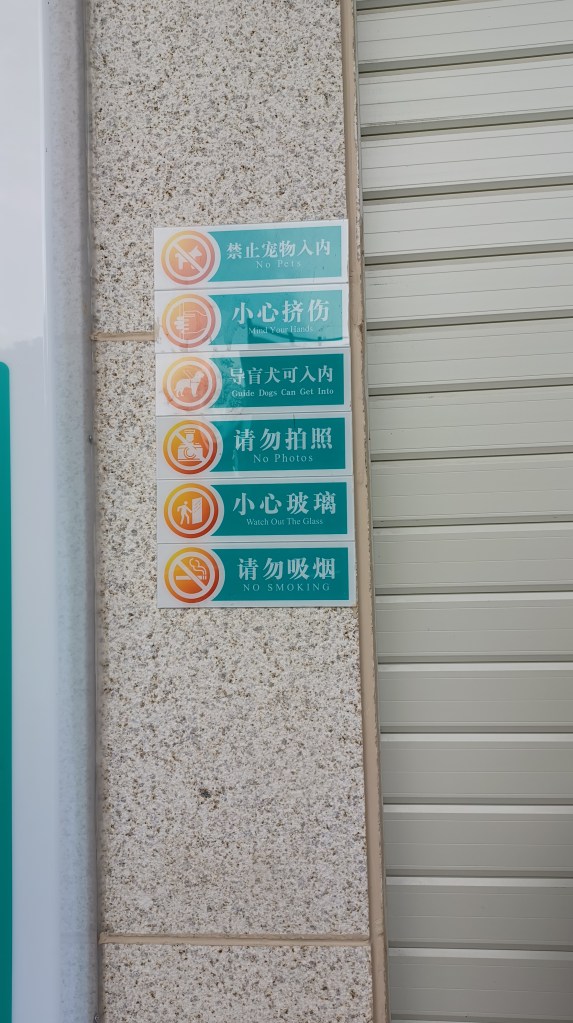 禁止宠物入内
No Pets
小心挤伤
Mind Your Hands
导盲犬可入内
Guide Dogs Can Get Into
请勿拍照
No Photos
小心玻璃
Watch Out The Glass
请勿吸烟
NO SMOKING